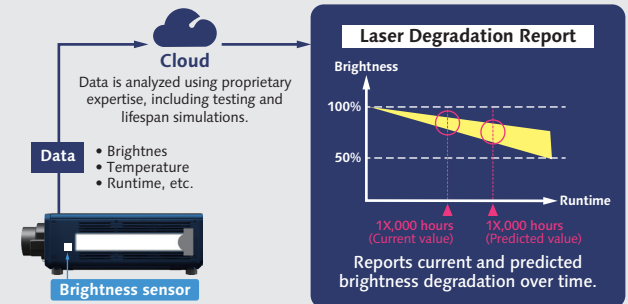 Cloud
Data is analyzed using proprietary
expertise, including testing and
lifespan simulations.
Data
• Brightnes
• Temperature
• Runtime, etc.
Brightness sensor
Laser Degradation Report
Brightness
100%
50%
Runtime
1X,000 hours
(Current value)
1X,000 hours
(Predicted value)
Reports current and predicted
brightness degradation over time.